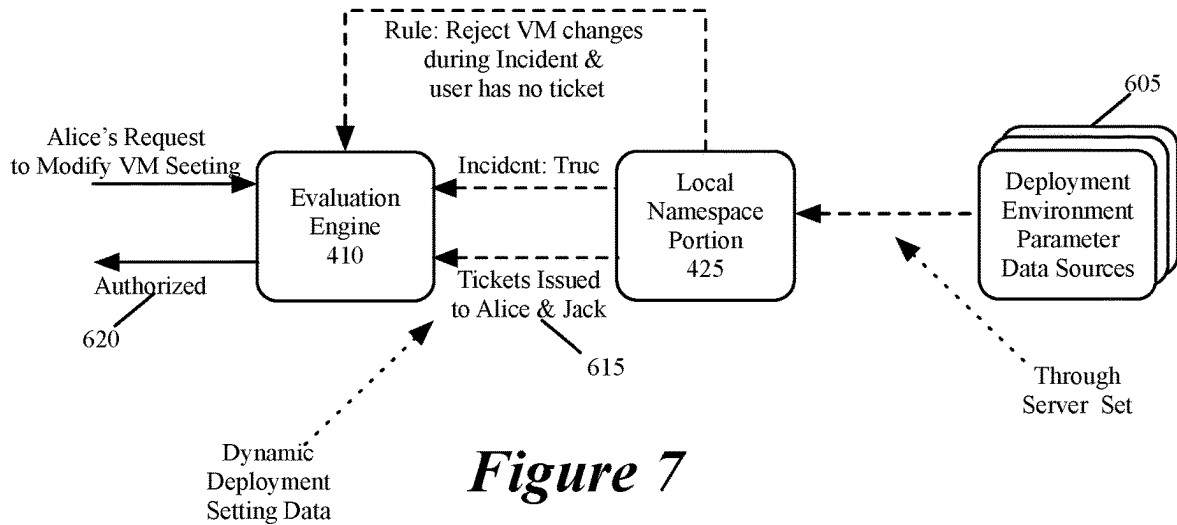 Rule: Reject VM changes
during Incident &
user has no ticket
605
Alice's Request
to Modify VM Seeting
Incident: Truc
Evaluation
Engine
410
Local
Namespace
Portion
425
Deployment
Environment
Parameter
Data Sources
Authorized
Tickets Issued
to Alice & Jack
620
615
Through
Server Set
Dynamic
Deployment
Setting Data
Figure 7